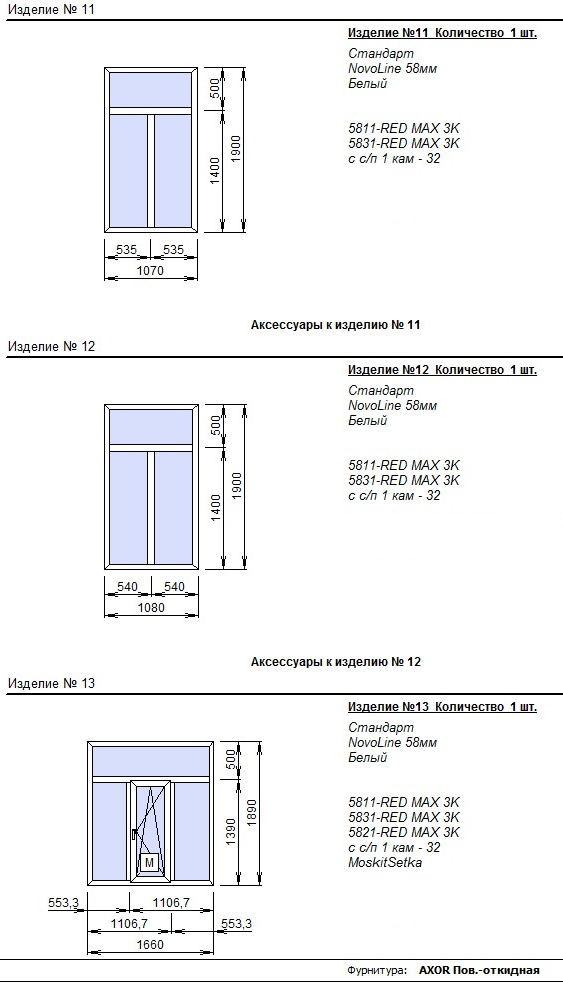 Изделие № 11
Изделие №11 Количество 1 шт.
Стандарт
NovoLine 58мм
Белый
5811-RED MAX 3K
5831-RED MAX 3K
с с/п 1 кам - 32
500
1400
1900
535 535
1070
Аксессуары к изделию № 11
Изделие № 12
Изделие №12 Количество 1 шт.
Стандарт
NovoLine 58мм
Белый
5811-RED MAX 3K
5831-RED MAX 3K
с с/п 1 кам - 32
500
1400
1900
540 540
1080
Аксессуары к изделию № 12
Изделие № 13
Изделие №13 Количество 1 шт.
Стандарт
NovoLine 58мм
Белый
5811-RED MAX 3K
5831-RED MAX 3K
5821-RED MAX 3K
с с/п 1 кам - 32
MoskitSetka
500
1390
1890
М
553,3 1106,7
1106,7 553,3
1660
Фурнитура: AXOR Пов.-откидная